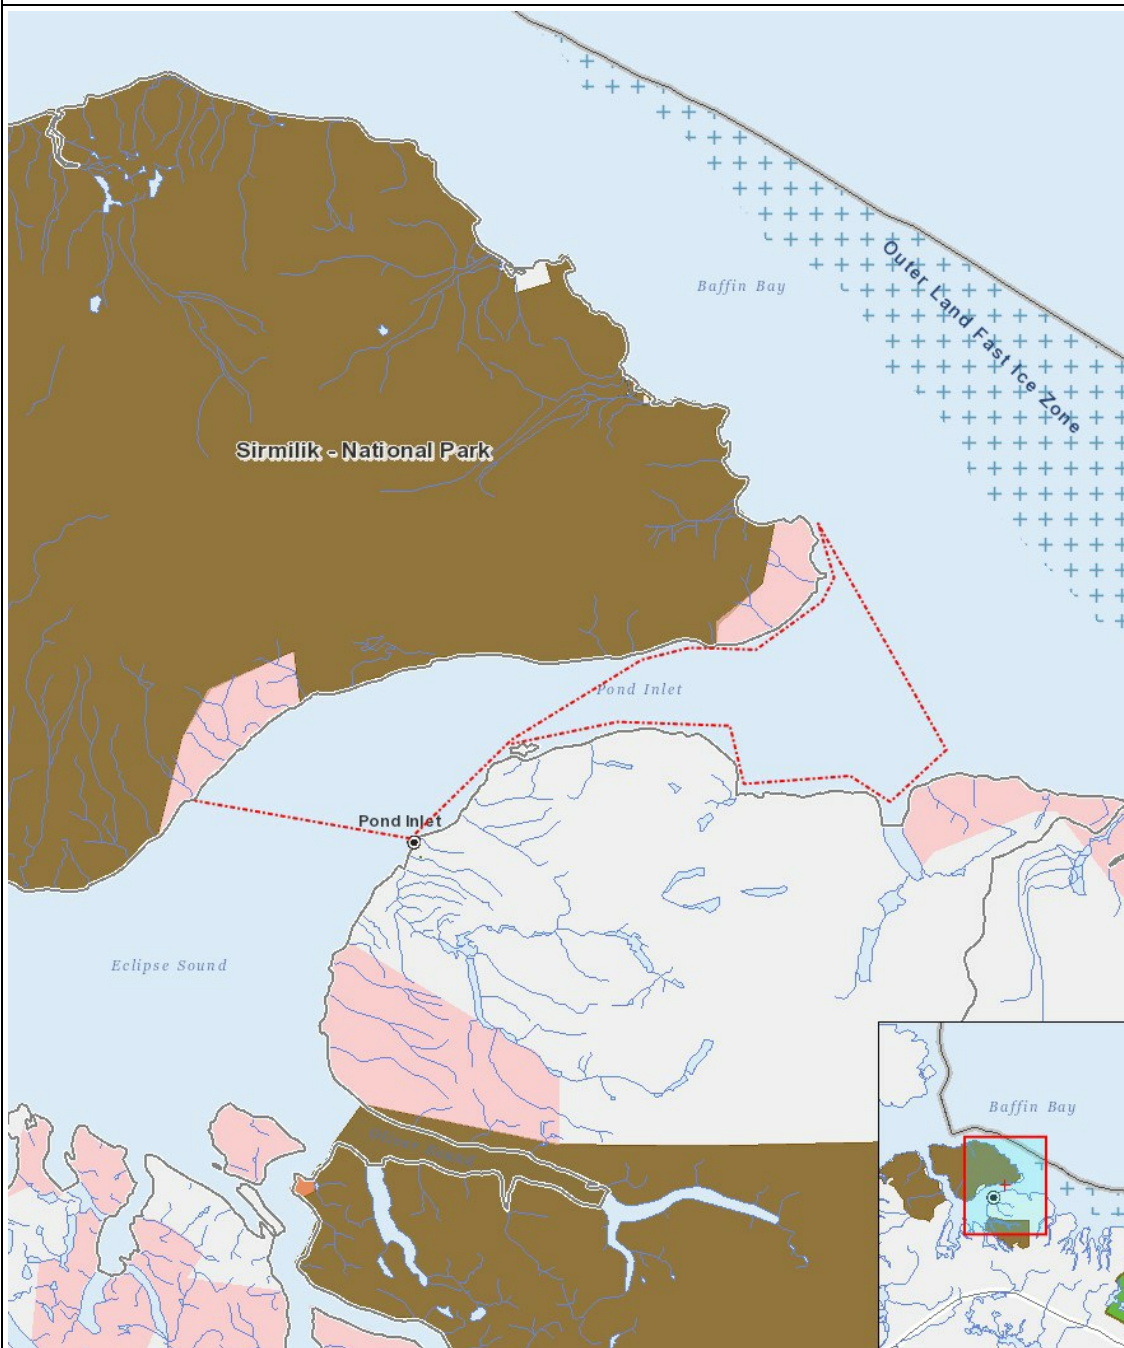 Baffin Bay
Outer Land Fast Ice Zone
Sirmilik - National Park
Pond Inlet
Pond Inlet
Eclipse Sound
Baffin Bay